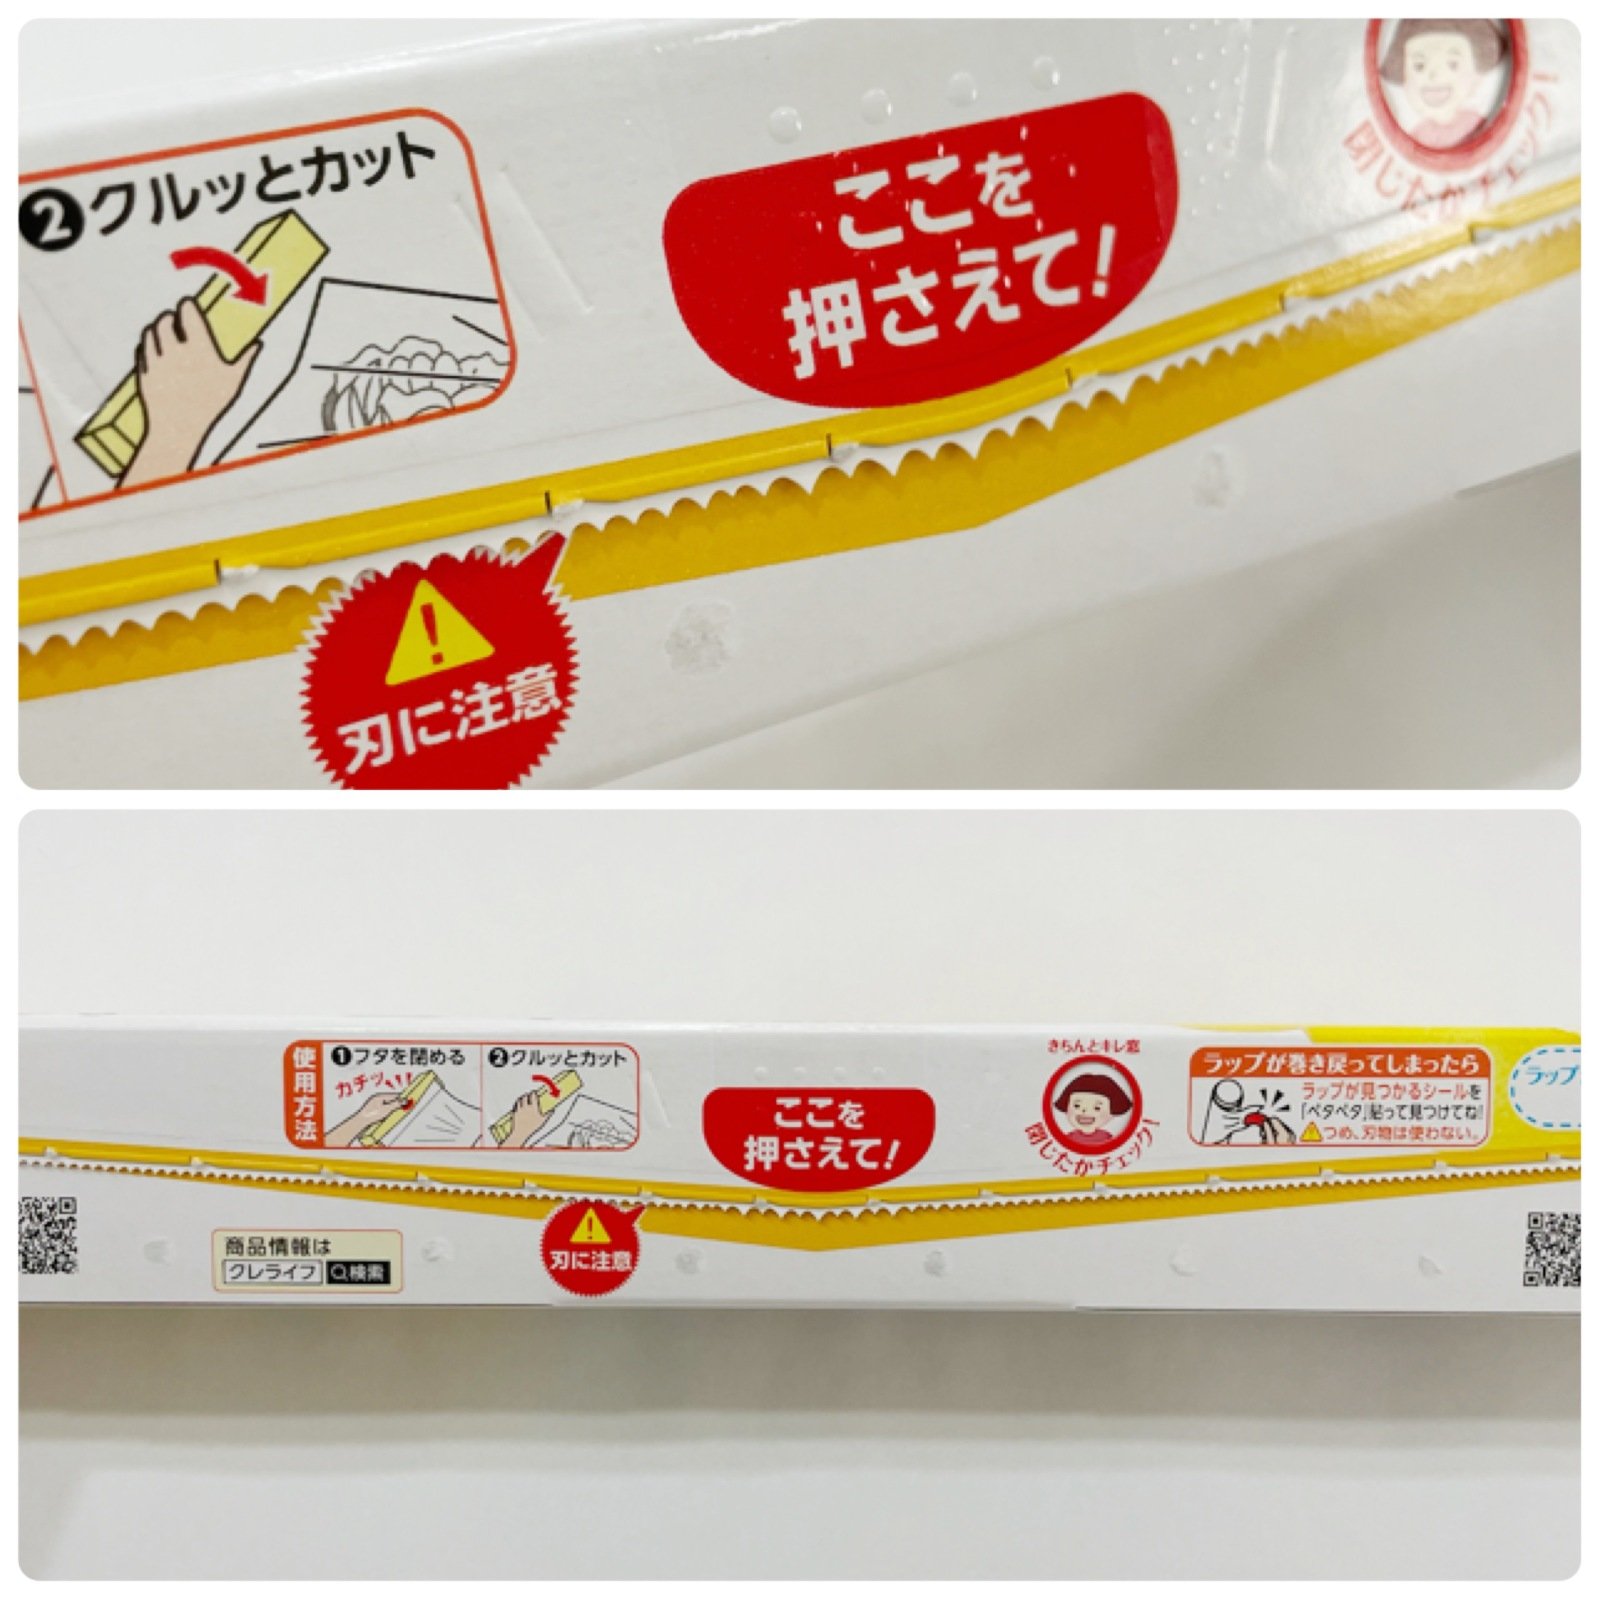 ②クルッとカット
ここを
押さえて!
閉じたかチェック!
刃に注意
使用方法
①フタを閉める
カチッ
②クルッとカット
ここを
押さえて!
きちんとキレ窓
閉じたかチェック!
ラップが巻き戻ってしまったら
ラップが見つかるシールを
「ペタペタ」貼って見つけてね!
つめ、刃物は使わない。
ラップ
刃に注意
商品情報は
クレライフ 検索